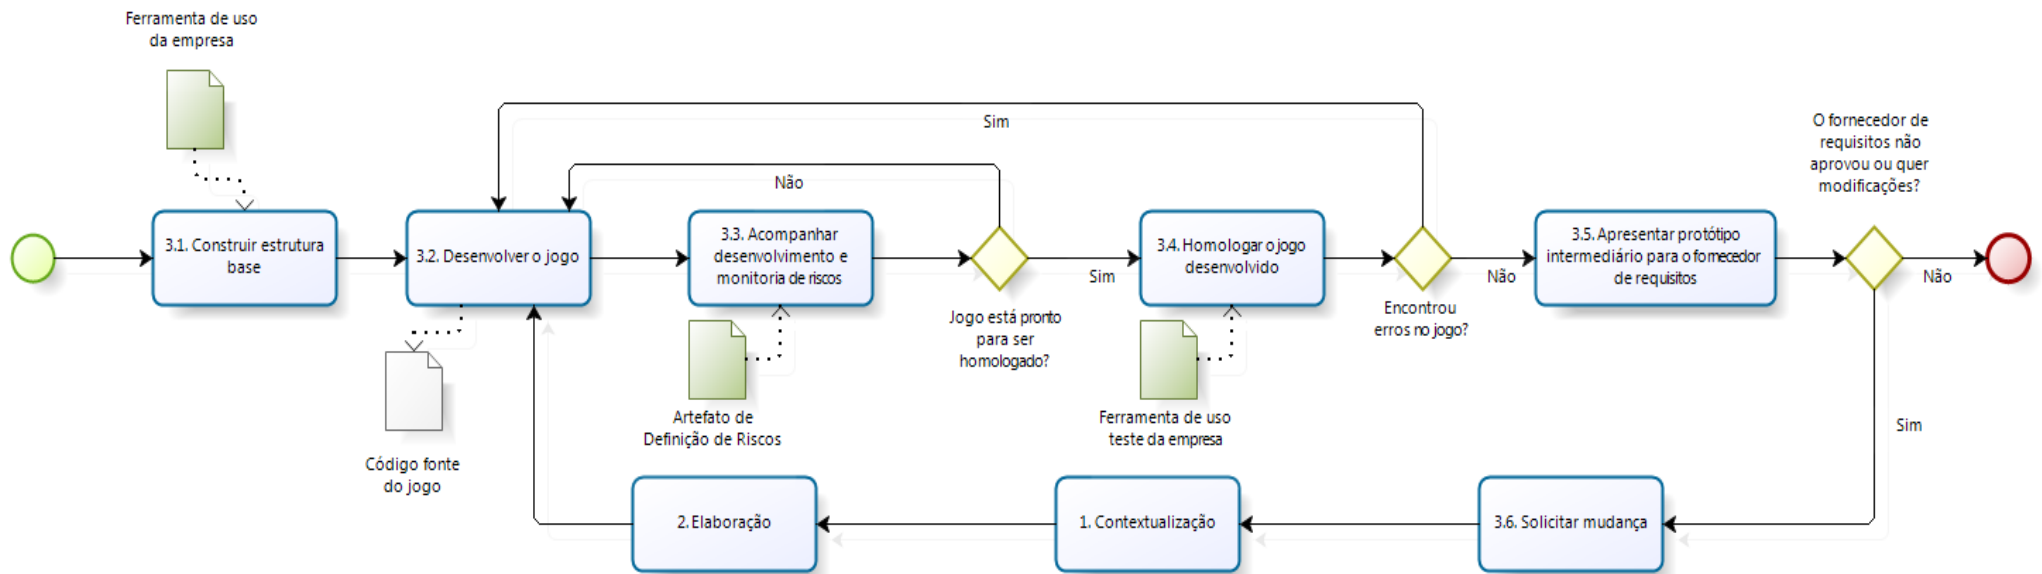 Ferramenta de uso
da empresa
Sim
O fornecedor de
requisitos não
aprovou ou quer
modificações?
Não
3.1. Construir estrutura
base
3.2. Desenvolver o jogo
3.3. Acompanhar
desenvolvimento e
monitoria de riscos
Sim
3.4. Homologar o jogo
desenvolvido
Não
3.5. Apresentar protótipo
intermediário para o fornecedor
de requisitos
Não
Jogo está pronto
para ser
homologado?
Encontrou
erros no jogo?
Artefato de
Definição de Riscos
Ferramenta de uso
teste da empresa
Sim
Código fonte
do jogo
2. Elaboração
1. Contextualização
3.6. Solicitar mudança